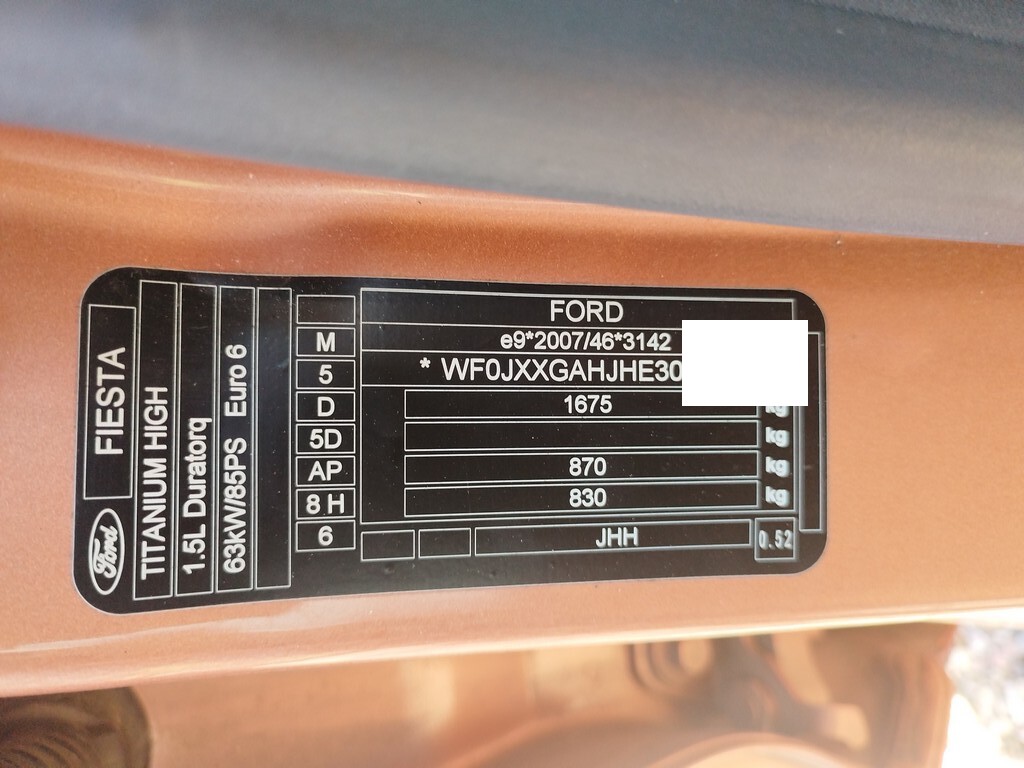 Ford
FIESTA
TITANIUM HIGH
1.5L Duratorq
63kW/85PS Euro 6
M
5
D
5D
AP
8 H
6
FORD
e9*2007/46*3142
* WF0JXXGAHJHE30
1675 kg
kg
870 kg
830 kg
JHH
0.52